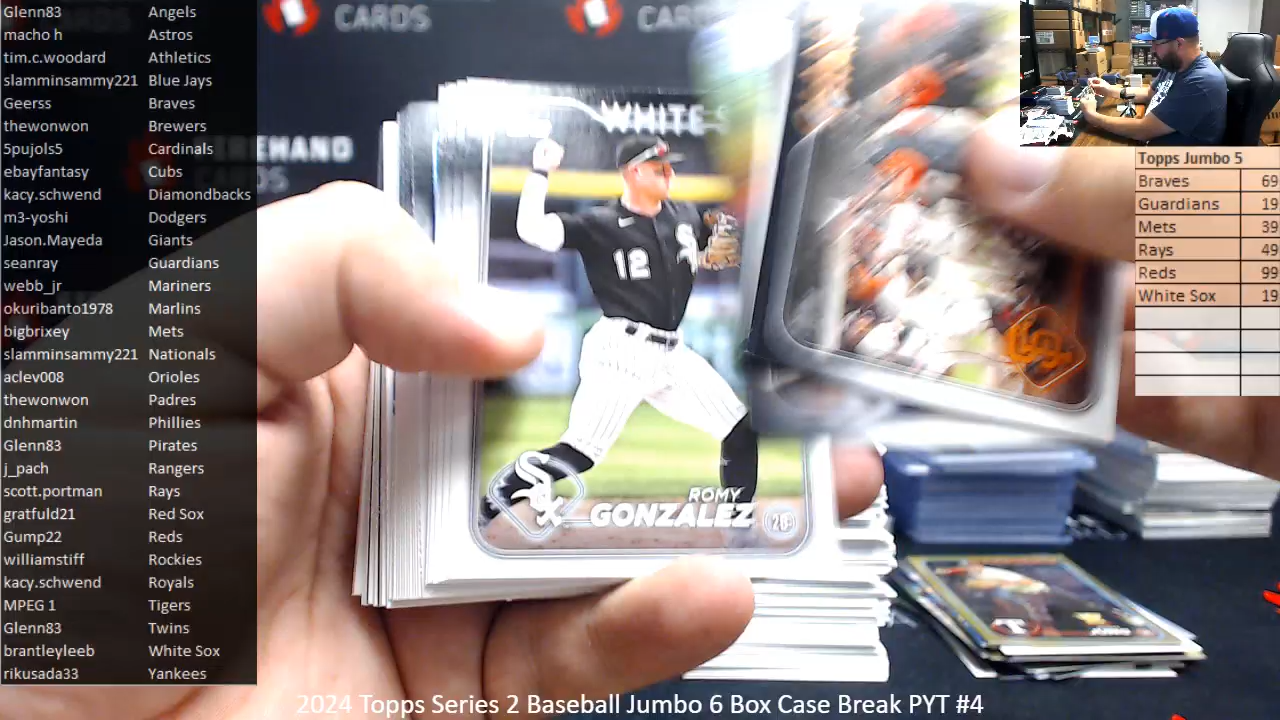 Glenn83 Angels
macho h Astros
tim.c.woodard Athletics
slamminsammy221 Blue Jays
Geerss Braves
thewonwon Brewers
5pujols5 Cardinals
ebayfantasy Cubs
kacy.schwend Diamondbacks
m3-yoshi Dodgers
Jason.Mayeda Giants
seanray Guardians
webb_jr Mariners
okuribanto1978 Marlins
bigbrixey Mets
slamminsammy221 Nationals
aclev008 Orioles
thewonwon Padres
dnhmartin Phillies
Glenn83 Pirates
j_pach Rangers
scott.portman Rays
gratfuld21 Red Sox
Gump22 Reds
williamstiff Rockies
kacy.schwend Royals
MPEG 1 Tigers
Glenn83 Twins
brantleyleeb White Sox
rikusada33 Yankees
CARDS
WHITE S
12
ROMY
GONZALEZ
Topps Jumbo 5
Braves 69
Guardians 19
Mets 39
Rays 49
Reds 99
White Sox 19
2024 Topps Series 2 Baseball Jumbo 6 Box Case Break PYT #4